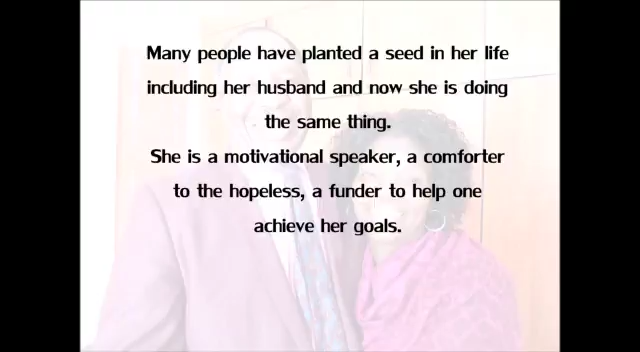 Many people have planted a seed in her life
including her husband and now she is doing
the same thing.
She is a motivational speaker, a comforter
to the hopeless, a funder to help one
achieve her goals.